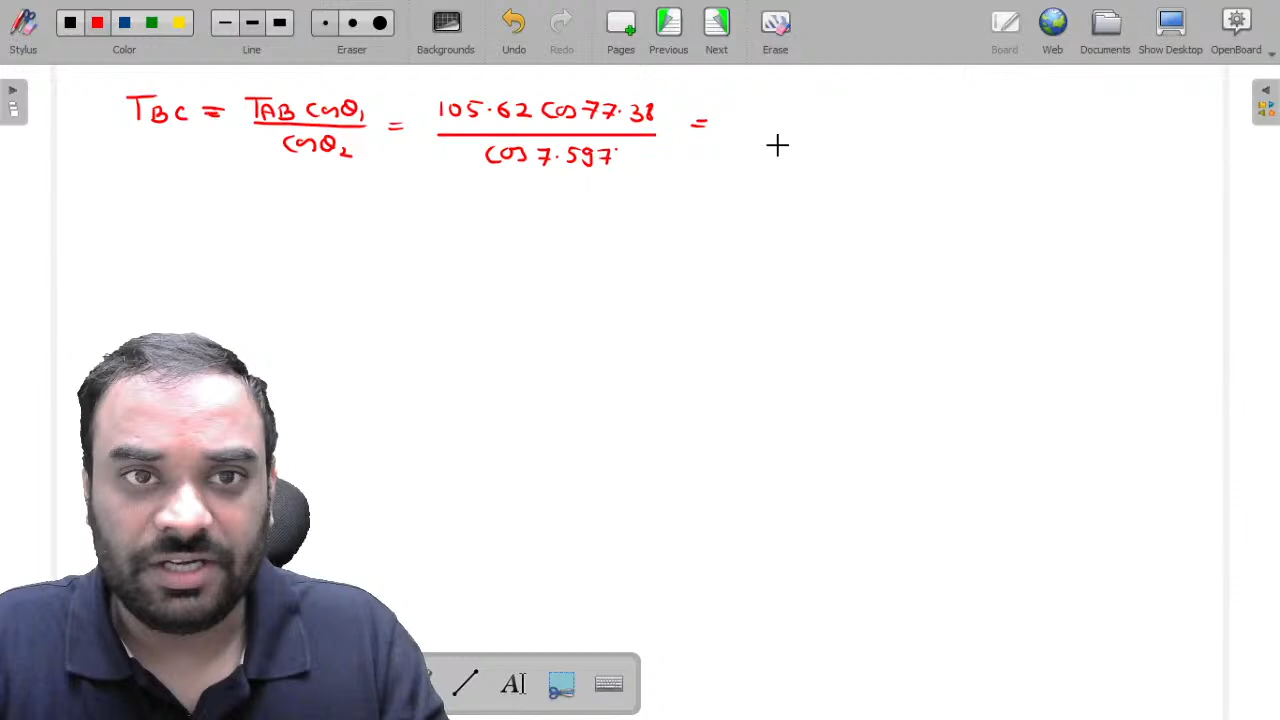 Stylus Color Line Eraser Backgrounds Undo Redo Pages Previous Next Erase Board Web Documents Show Desktop OpenBoard
TBC = TAB cosθ1 / cosθ2 = 105.62 cos 77.38 / cos 7.597 =
AI